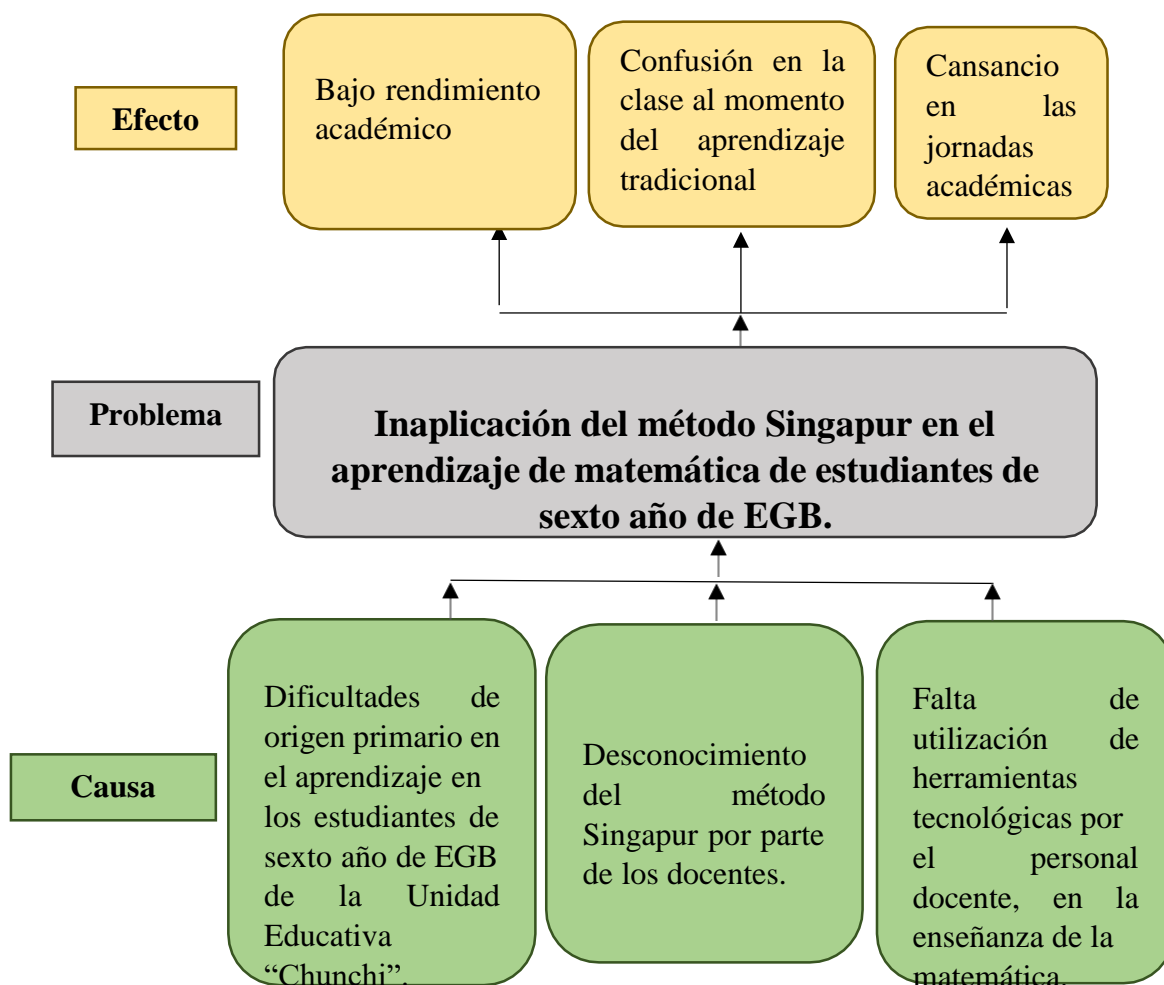 Efecto
Bajo rendimiento
académico
Confusión en la
clase al momento
del aprendizaje
tradicional
Cansancio
en las
jornadas
académicas
Problema
Inaplicación del método Singapur en el
aprendizaje de matemática de estudiantes de
sexto año de EGB.
Causa
Dificultades de
origen primario en
el aprendizaje en
los estudiantes de
sexto año de EGB
de la Unidad
Educativa
“Chunchi”.
Desconocimiento
del método
Singapur por parte
de los docentes.
Falta de
utilización de
herramientas
tecnológicas por
el personal
docente, en la
enseñanza de la
matemática.